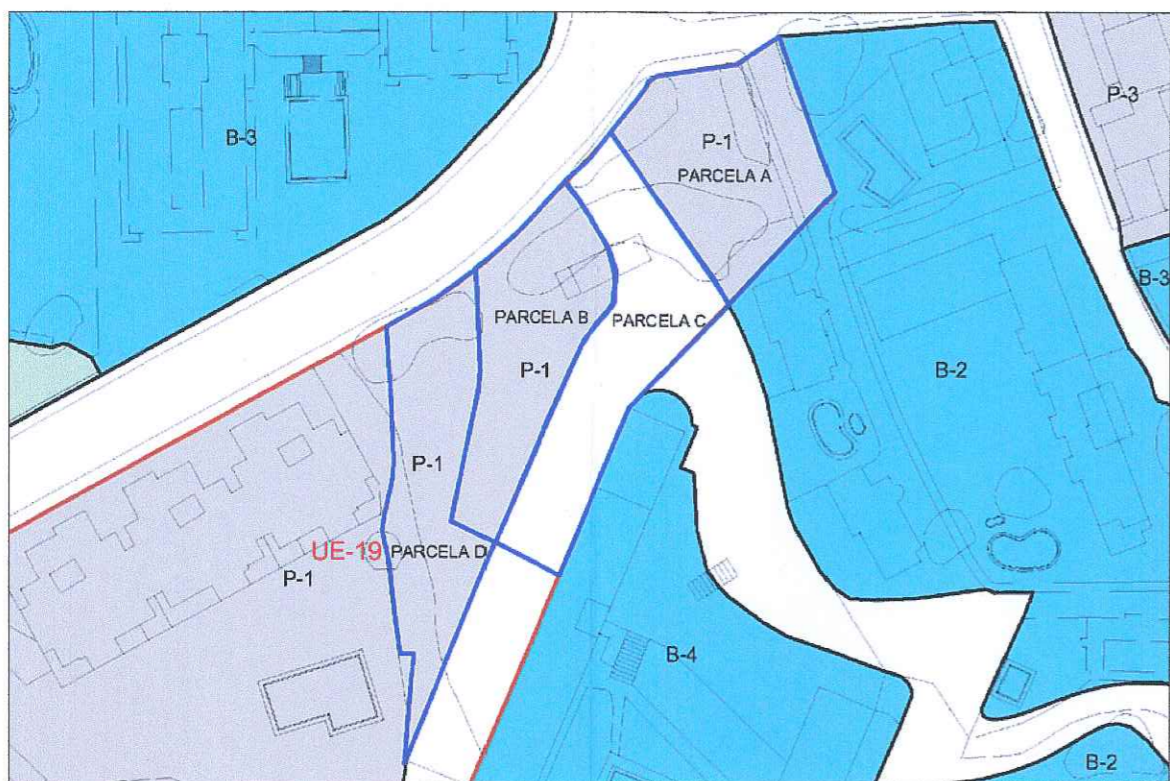 B-3
P-3
P-1
PARCELA A
B-3
PARCELA B
PARCELA C
P-1
B-2
P-1
UE-19
PARCELA D
P-1
B-4
B-2